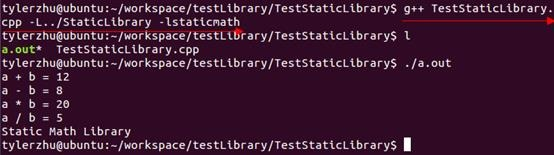 tylerzhu@ubuntu:~/workspace/testLibrary/TestStaticLibrary$ g++ TestStaticLibrary.
cpp -L../StaticLibrary -lstaticmath
tylerzhu@ubuntu:~/workspace/testLibrary/TestStaticLibrary$ l
a.out*  TestStaticLibrary.cpp
tylerzhu@ubuntu:~/workspace/testLibrary/TestStaticLibrary$ ./a.out
a + b = 12
a - b = 8
a * b = 20
a / b = 5
Static Math Library
tylerzhu@ubuntu:~/workspace/testLibrary/TestStaticLibrary$